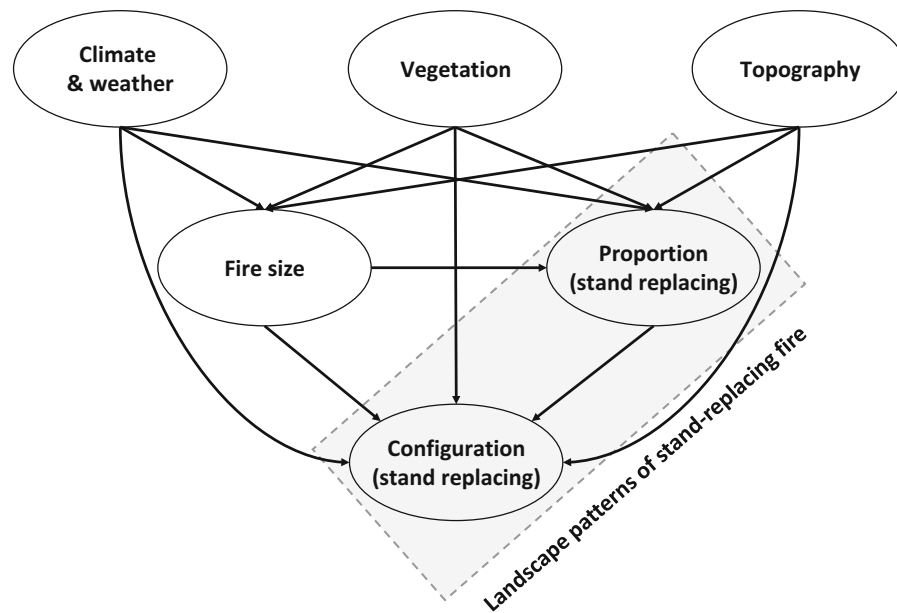 Climate
& weather
Vegetation
Topography
Fire size
Proportion
(stand replacing)
Configuration
(stand replacing)
Landscape patterns of stand-replacing fire